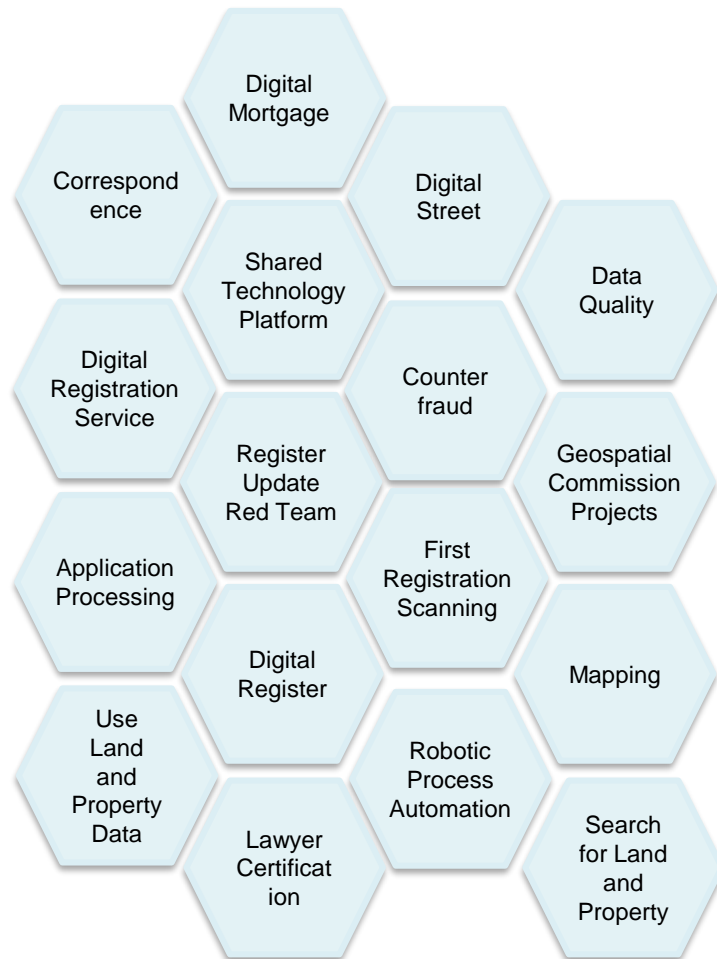 Digital
Mortgage
Correspond
ence
Digital
Street
Shared
Technology
Platform
Data
Quality
Digital
Registration
Service
Counter
fraud
Register
Update
Red Team
Geospatial
Commission
Projects
Application
Processing
First
Registration
Scanning
Digital
Register
Mapping
Use
Land
and
Property
Data
Robotic
Process
Automation
Lawyer
Certificat
ion
Search
for Land
and
Property